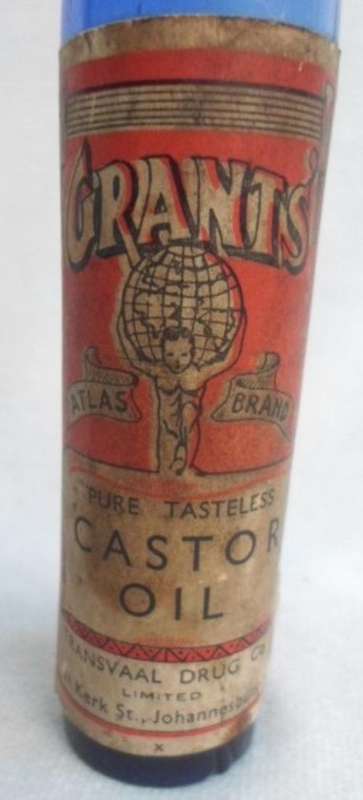 GRANTS'
ATLAS BRAND
PURE TASTELESS
CASTOR
OIL
TRANSVAAL DRUG Co
LIMITED
Kerk St., Johannesbu
x